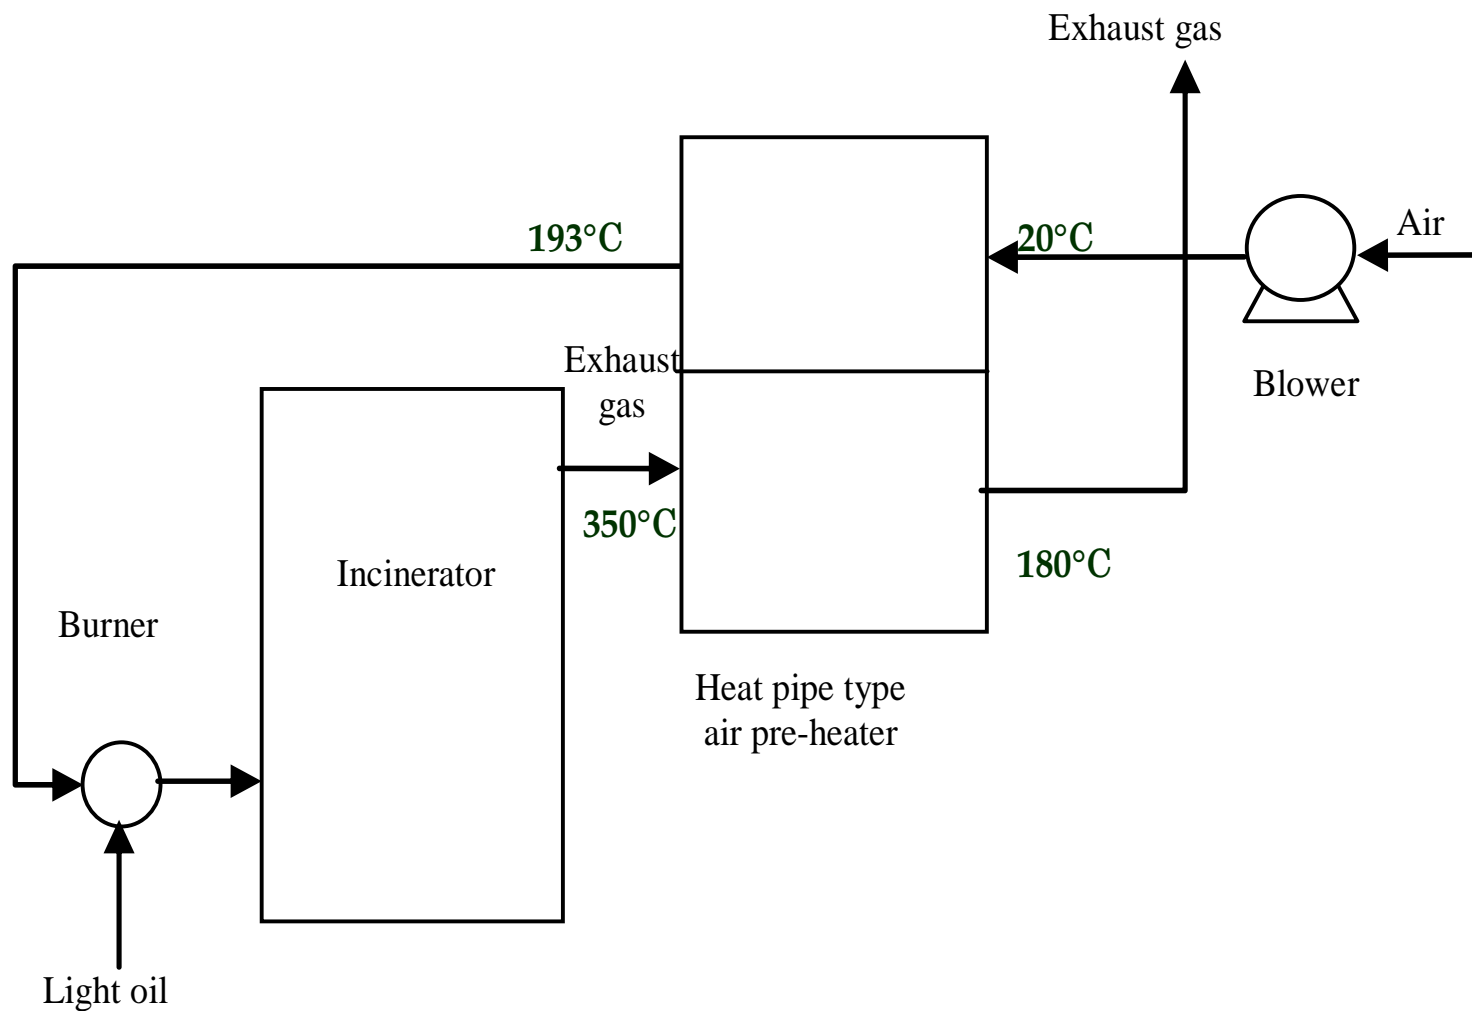 Exhaust gas
Air
193°C
20°C
Exhaust
gas
Blower
350°C
180°C
Incinerator
Burner
Heat pipe type
air pre-heater
Light oil